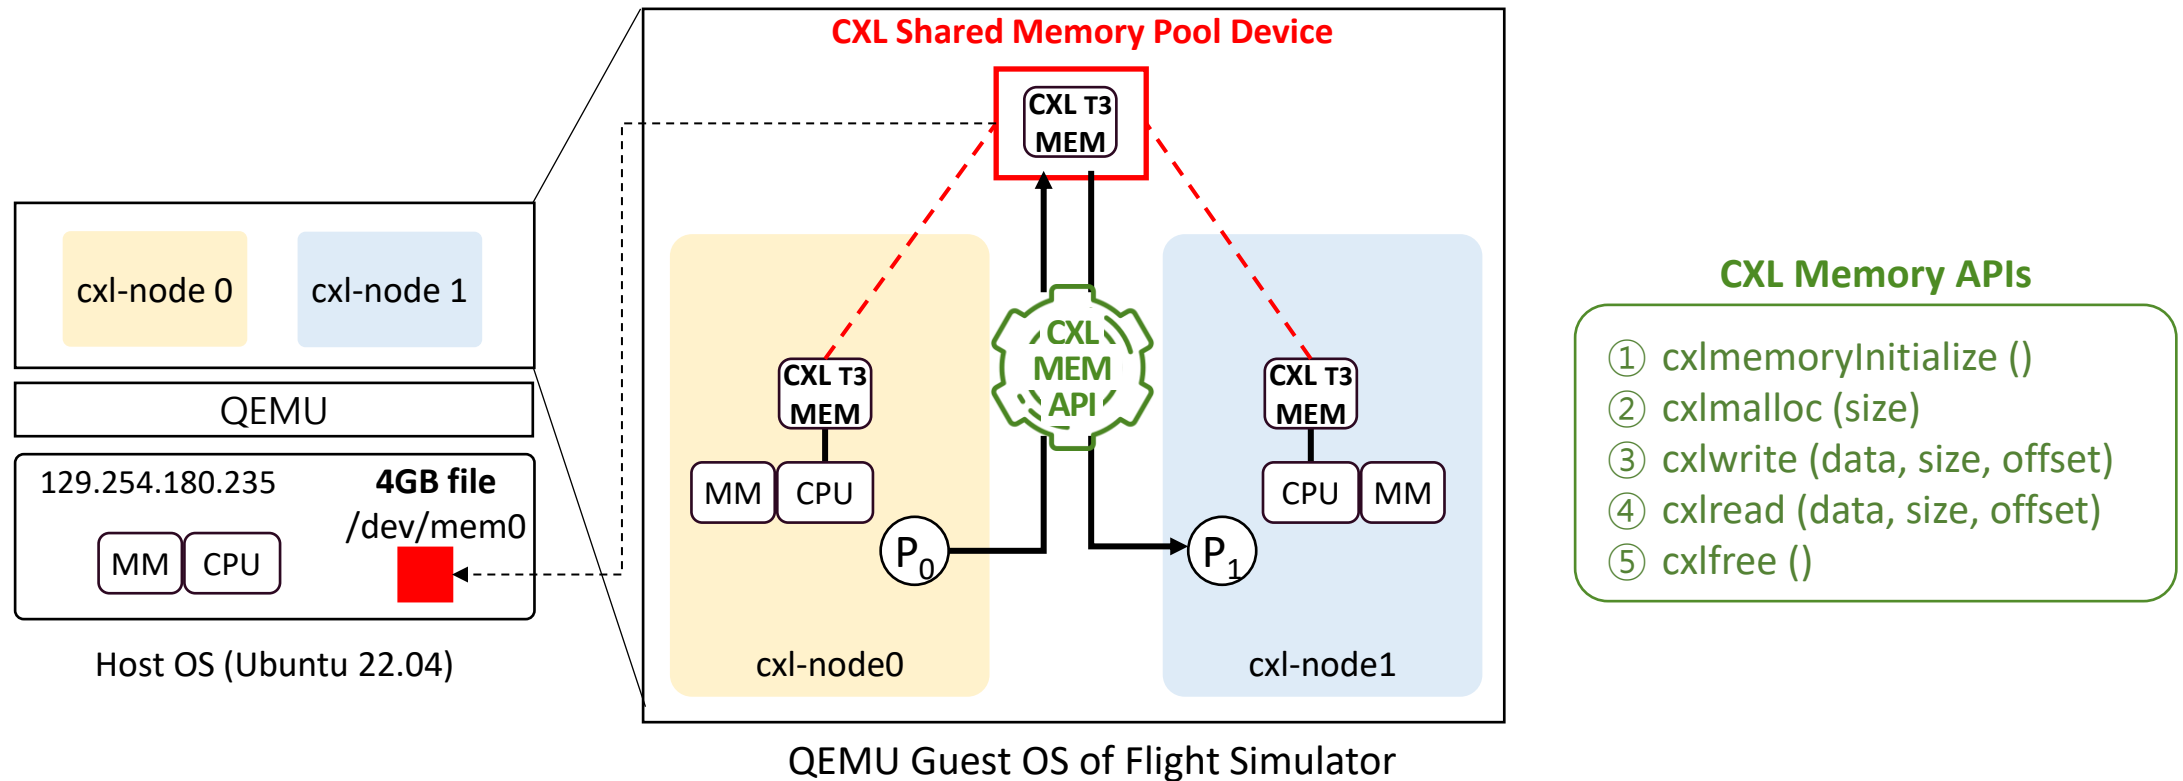 CXL Shared Memory Pool Device
CXL T3
MEM
cxl-node 0
cxl-node 1
QEMU
129.254.180.235
4GB file
/dev/mem0
MM
CPU
Host OS (Ubuntu 22.04)
CXL T3
MEM
MM
CPU
P0
cxl-node0
CXL
MEM
API
CXL T3
MEM
CPU
MM
P1
cxl-node1
QEMU Guest OS of Flight Simulator
CXL Memory APIs
① cxlmemoryInitialize ()
② cxlmalloc (size)
③ cxlwrite (data, size, offset)
④ cxlread (data, size, offset)
⑤ cxlfree ()